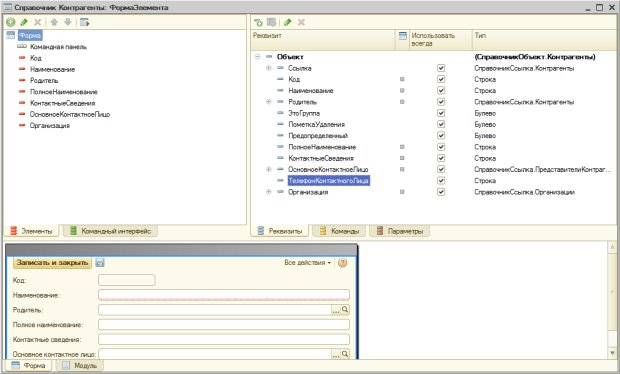 Справочник Контрагенты: ФормаЭлемента
Форма
Командная панель
Код
Наименование
Родитель
ПолноеНаименование
КонтактныеСведения
ОсновноеКонтактноеЛицо
Организация
Элементы Командный интерфейс
Реквизит Использовать всегда Тип
Объект (СправочникОбъект.Контрагенты)
Ссылка СправочникСсылка.Контрагенты
Код Строка
Наименование Строка
Родитель СправочникСсылка.Контрагенты
ЭтоГруппа Булево
ПометкаУдаления Булево
Предопределенный Булево
ПолноеНаименование Строка
КонтактныеСведения Строка
ОсновноеКонтактноеЛицо СправочникСсылка.ПредставителиКонтраг...
ТелефонКонтактногоЛица Строка
Организация СправочникСсылка.Организации
Реквизиты Команды Параметры
Записать и закрыть Все действия
Код:
Наименование:
Родитель:
Полное наименование:
Контактные сведения:
Основное контактное лицо:
Форма Модуль